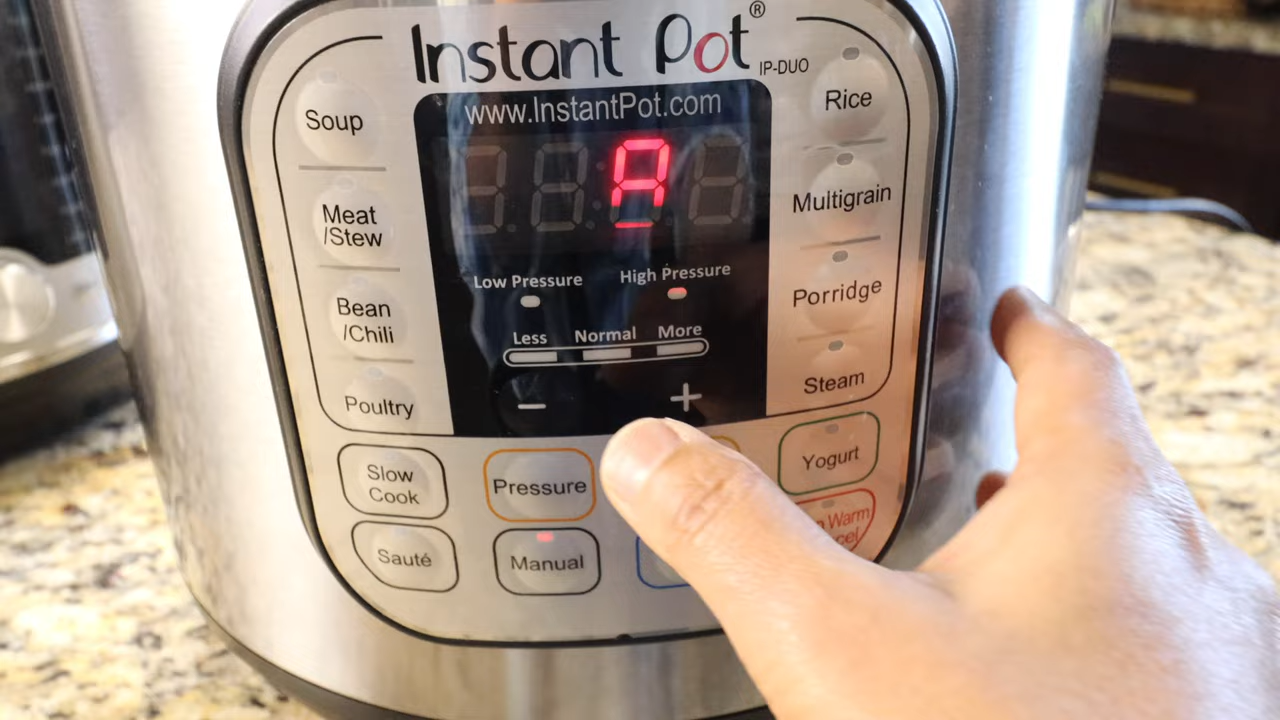 Instant Pot®
IP-DUO
www.InstantPot.com
Soup
Meat
/Stew
Bean
/Chili
Poultry
Low Pressure
High Pressure
Less
Normal
More
−
+
Rice
Multigrain
Porridge
Steam
Slow
Cook
Pressure
Yogurt
Sauté
Manual
Warm